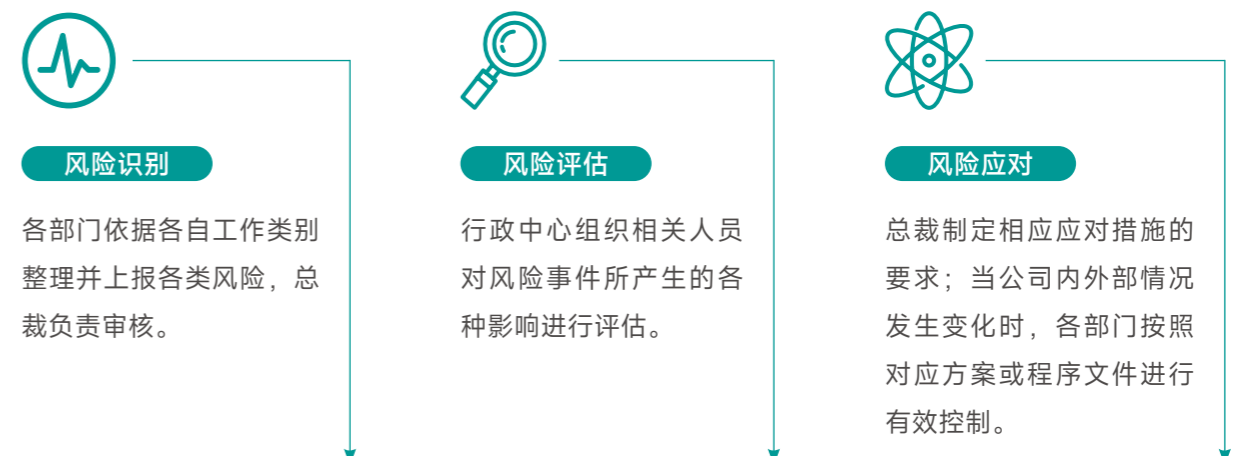 风险识别
各部门依据各自工作类别
整理并上报各类风险，总
裁负责审核。
风险评估
行政中心组织相关人员
对风险事件所产生的各
种影响进行评估。
风险应对
总裁制定相应应对措施的
要求；当公司内外部情况
发生变化时，各部门按照
对应方案或程序文件进行
有效控制。